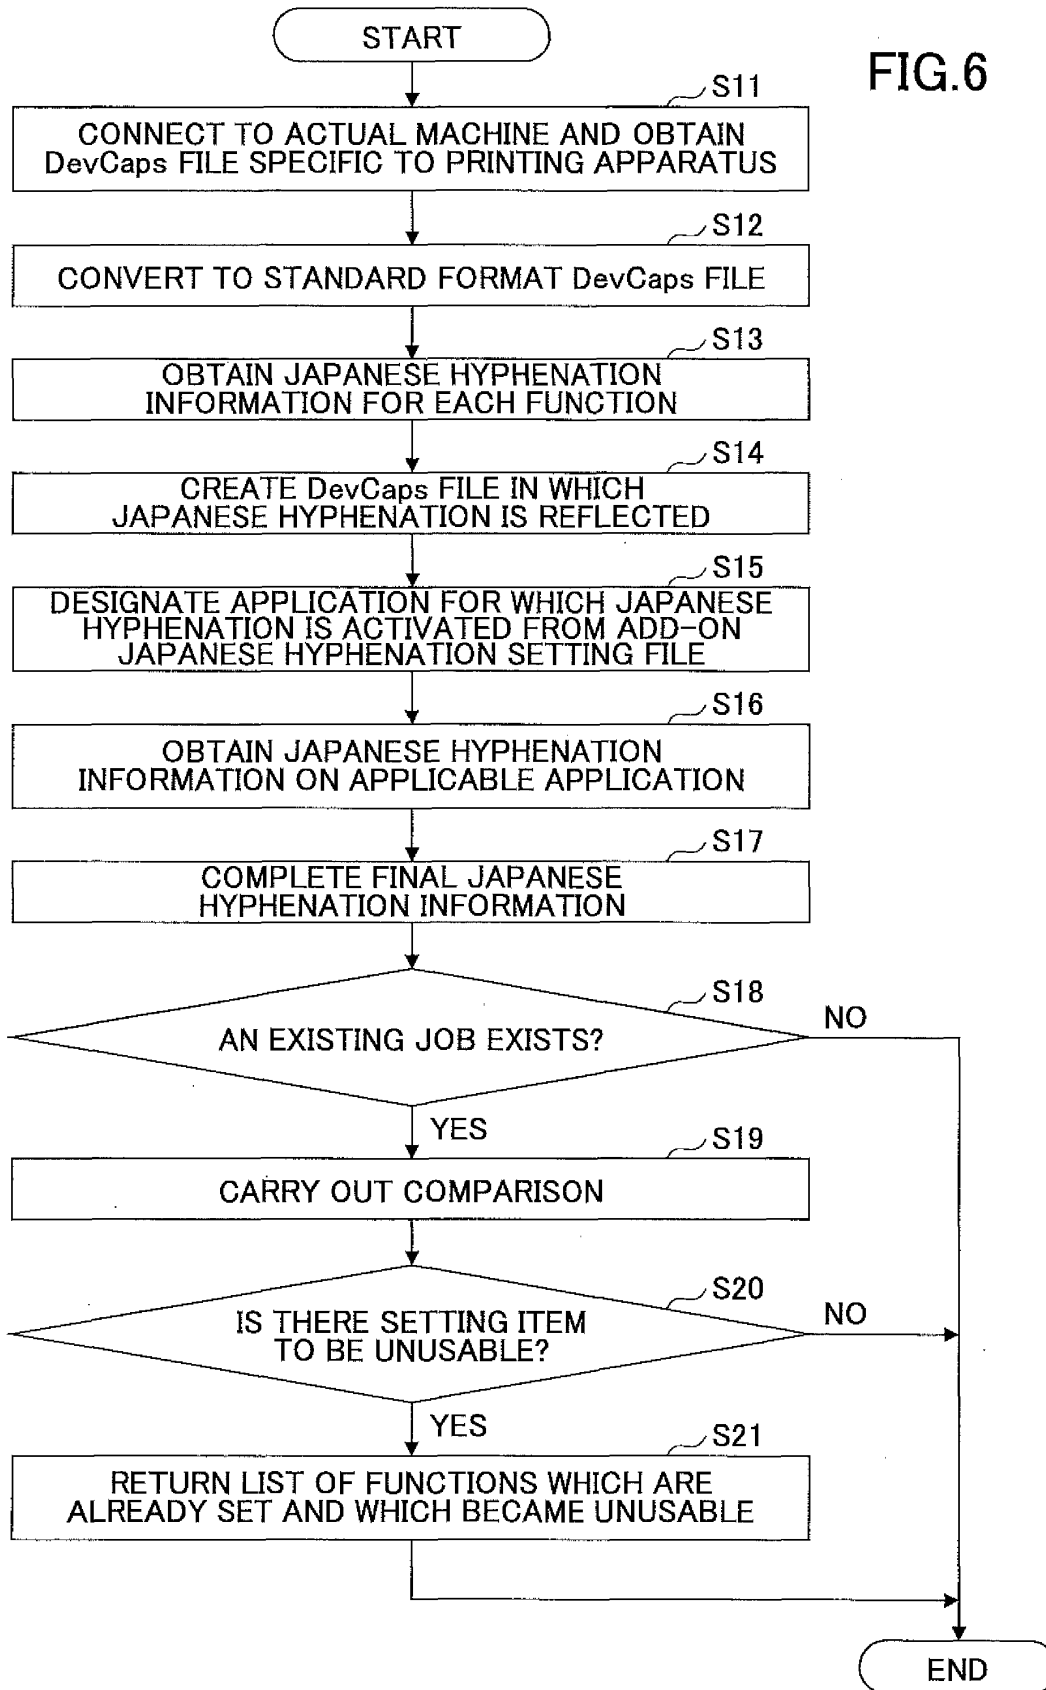 START
FIG.6
S11
CONNECT TO ACTUAL MACHINE AND OBTAIN
DevCaps FILE SPECIFIC TO PRINTING APPARATUS
S12
CONVERT TO STANDARD FORMAT DevCaps FILE
S13
OBTAIN JAPANESE HYPHENATION
INFORMATION FOR EACH FUNCTION
S14
CREATE DevCaps FILE IN WHICH
JAPANESE HYPHENATION IS REFLECTED
S15
DESIGNATE APPLICATION FOR WHICH JAPANESE
HYPHENATION IS ACTIVATED FROM ADD-ON
JAPANESE HYPHENATION SETTING FILE
S16
OBTAIN JAPANESE HYPHENATION
INFORMATION ON APPLICABLE APPLICATION
S17
COMPLETE FINAL JAPANESE
HYPHENATION INFORMATION
S18
AN EXISTING JOB EXISTS?
NO
YES
S19
CARRY OUT COMPARISON
S20
IS THERE SETTING ITEM
TO BE UNUSABLE?
NO
YES
S21
RETURN LIST OF FUNCTIONS WHICH ARE
ALREADY SET AND WHICH BECAME UNUSABLE
END